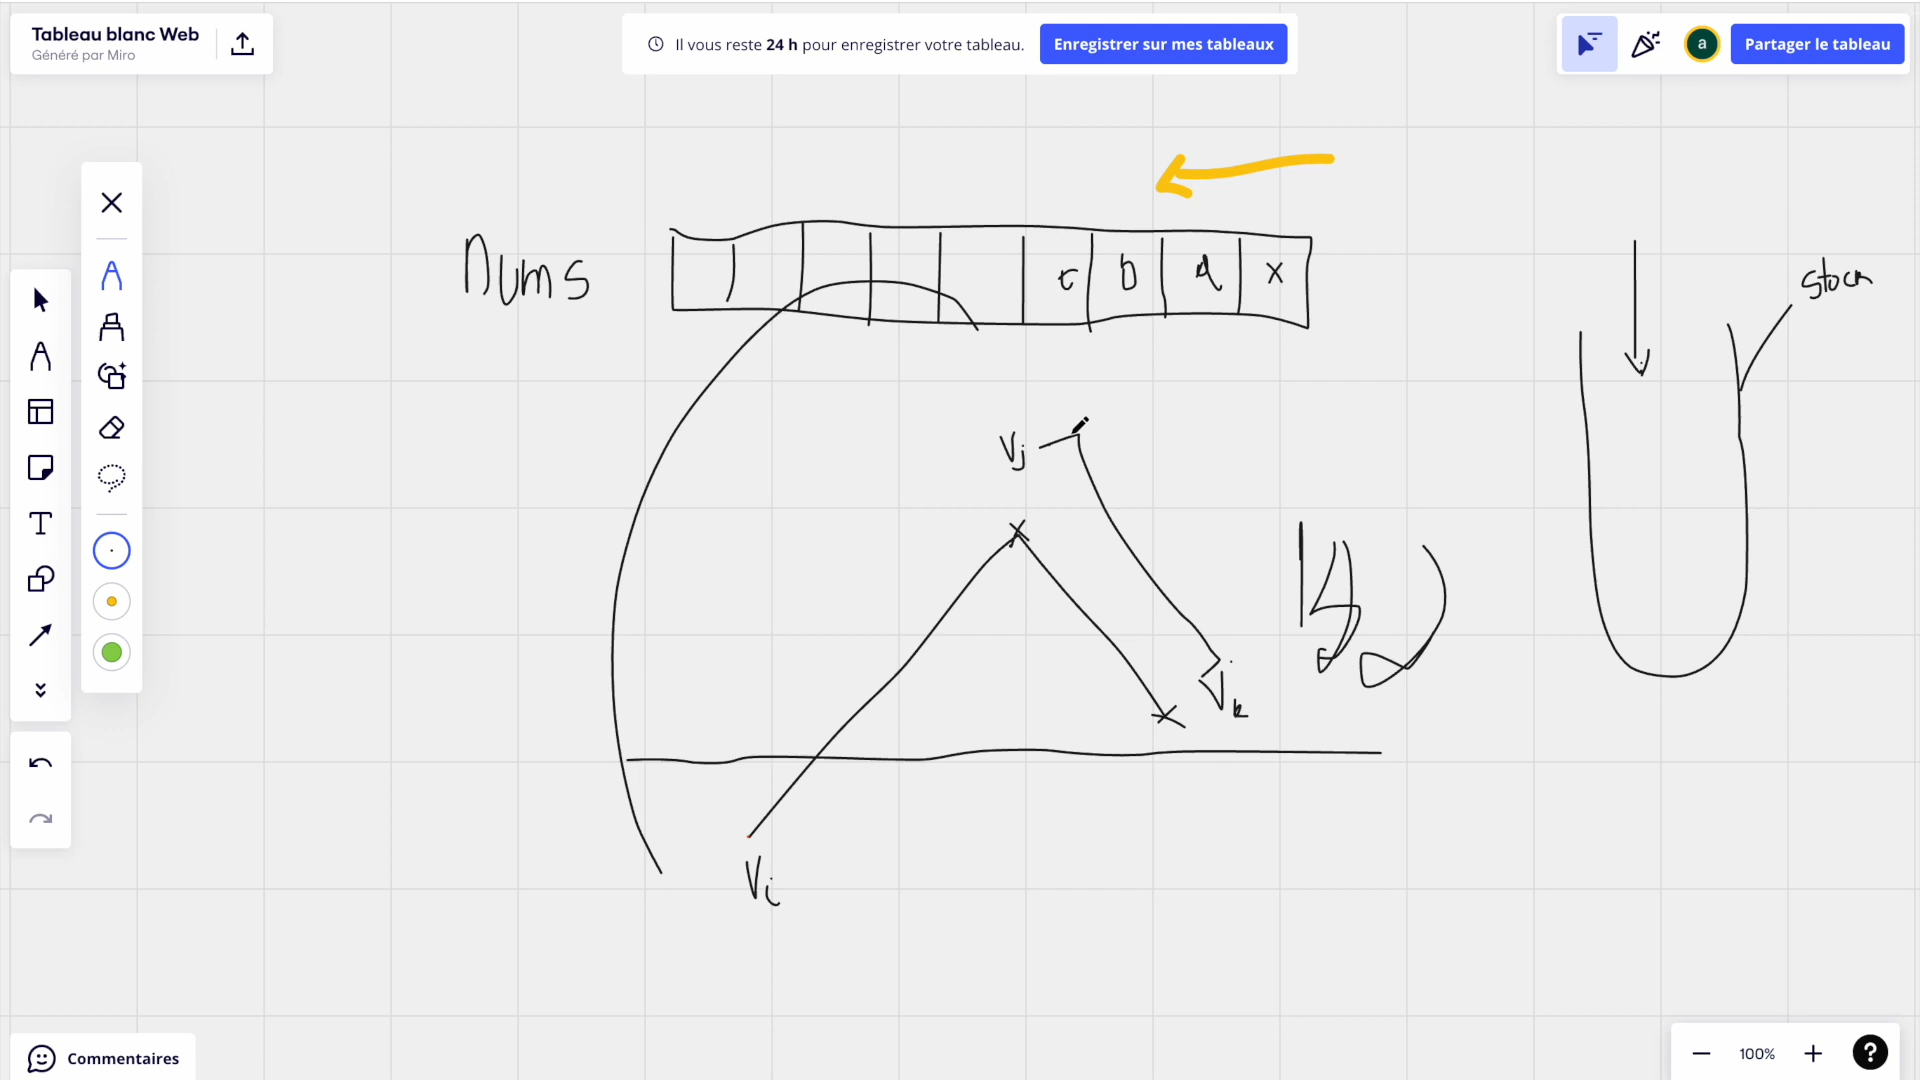 Tableau blanc Web
Généré par Miro
Il vous reste 24 h pour enregistrer votre tableau.
Enregistrer sur mes tableaux
a
Partager le tableau
Nums
c b a x
Vj
Vk
Vi
Commentaires
100%
?